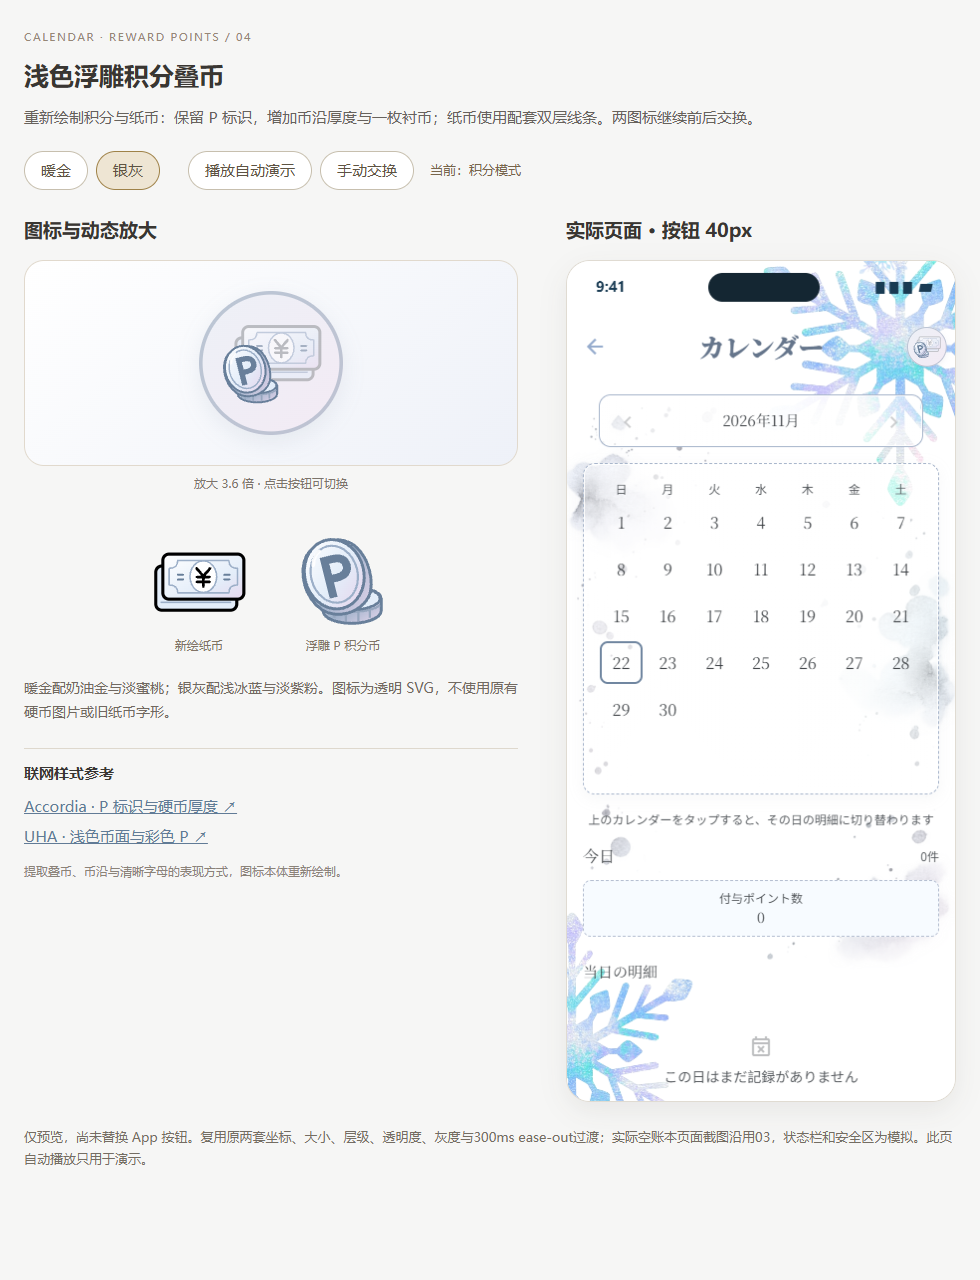 CALENDAR · REWARD POINTS / 04
浅色浮雕积分叠币
重新绘制积分与纸币：保留 P 标识，增加币沿厚度与一枚衬币；纸币使用配套双层线条。两图标继续前后交换。
暖金 银灰 播放自动演示 手动交换 当前：积分模式
图标与动态放大
¥
P
放大 3.6 倍 · 点击按钮可切换
¥ P
新绘纸币 浮雕 P 积分币
暖金配奶油金与淡蜜桃；银灰配浅冰蓝与淡紫粉。图标为透明 SVG，不使用原有
硬币图片或旧纸币字形。
联网样式参考
Accordia · P 标识与硬币厚度 ↗
UHA · 浅色币面与彩色 P ↗
提取叠币、币沿与清晰字母的表现方式，图标本体重新绘制。
实际页面 · 按钮 40px
9:41
← カレンダー P
2026年11月
日 月 火 水 木 金 土
1 2 3 4 5 6 7
8 9 10 11 12 13 14
15 16 17 18 19 20 21
22 23 24 25 26 27 28
29 30
上のカレンダーをタップすると、その日の明細に切り替わります
今日 0件
付与ポイント数
0
当日の明細
この日はまだ記録がありません
仅预览，尚未替换 App 按钮。复用原两套坐标、大小、层级、透明度、灰度与300ms ease-out过渡；实际空账本页面截图沿用03，状态栏和安全区为模拟。此页
自动播放只用于演示。